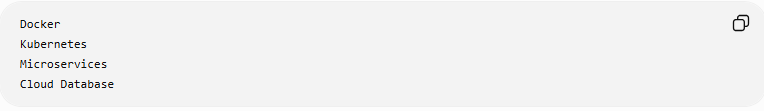 Docker
Kubernetes
Microservices
Cloud Database